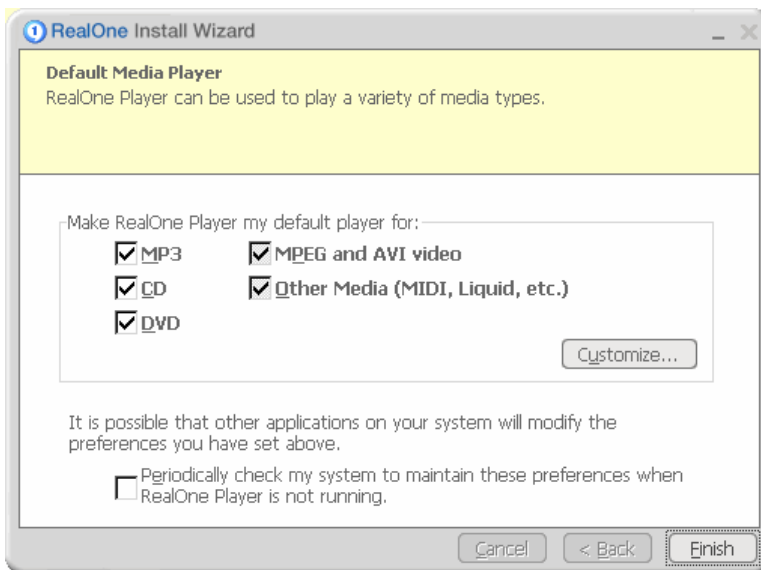 RealOne Install Wizard
Default Media Player
RealOne Player can be used to play a variety of media types.
Make RealOne Player my default player for:
MP3
MPEG and AVI video
CD
Other Media (MIDI, Liquid, etc.)
DVD
Customize...
It is possible that other applications on your system will modify the
preferences you have set above.
Periodically check my system to maintain these preferences when
RealOne Player is not running.
Cancel
< Back
Finish